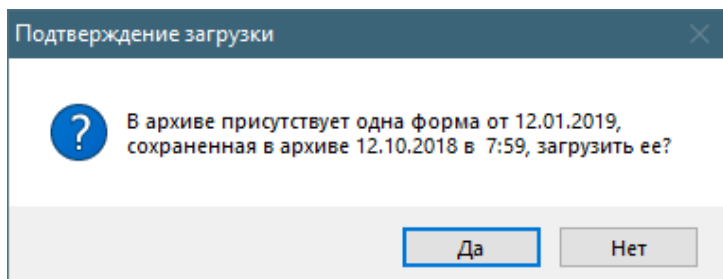 Подтверждение загрузки
В архиве присутствует одна форма от 12.01.2019,
сохраненная в архиве 12.10.2018 в  7:59, загрузить ее?
Да
Нет